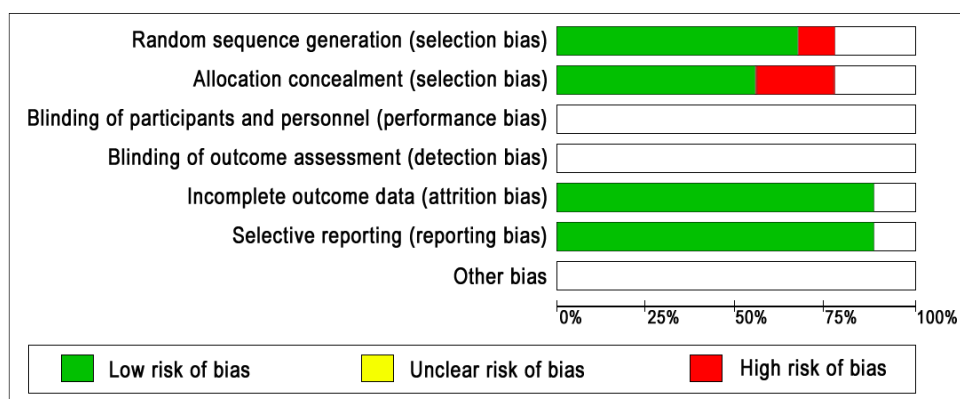 Random sequence generation (selection bias)
Allocation concealment (selection bias)
Blinding of participants and personnel (performance bias)
Blinding of outcome assessment (detection bias)
Incomplete outcome data (attrition bias)
Selective reporting (reporting bias)
Other bias
0% 25% 50% 75% 100%
Low risk of bias Unclear risk of bias High risk of bias